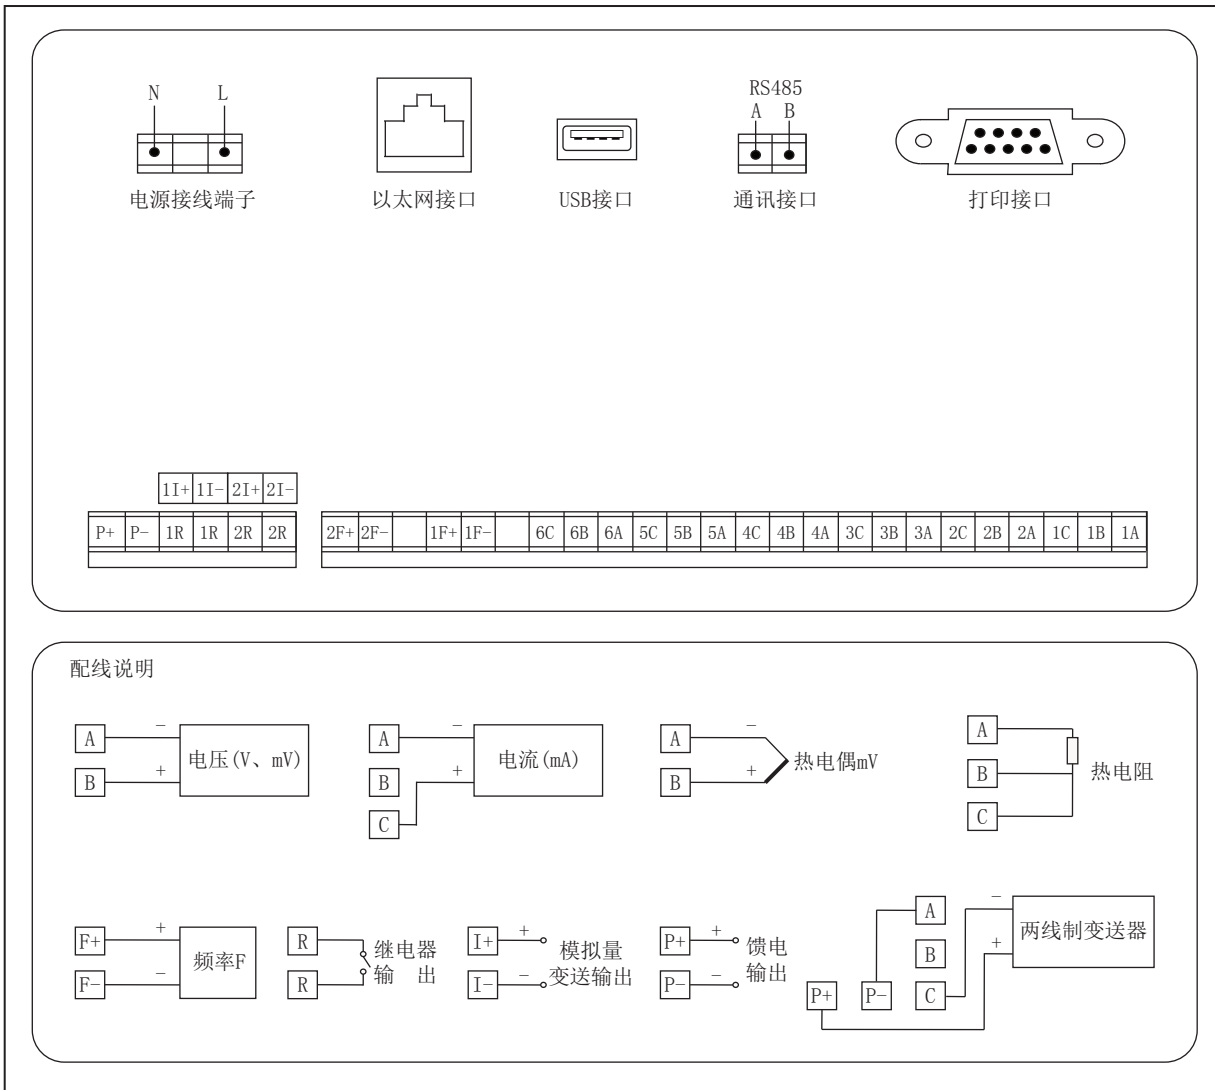 N L
RS485
A B
电源接线端子 以太网接口 USB接口 通讯接口 打印接口
1I+ 1I- 2I+ 2I-
P+ P- 1R 1R 2R 2R 2F+ 2F- 1F+ 1F- 6C 6B 6A 5C 5B 5A 4C 4B 4A 3C 3B 3A 2C 2B 2A 1C 1B 1A
配线说明
A - B + 电压(V、mV)
A - B + C 电流(mA)
A - B + 热电偶mV
A B C 热电阻
F+ + F- - 频率F
R R 继电器
输 出
I+ + I- - 模拟量
变送输出
P+ + P- - 馈电
输出
A - B + C P+ P- 两线制变送器